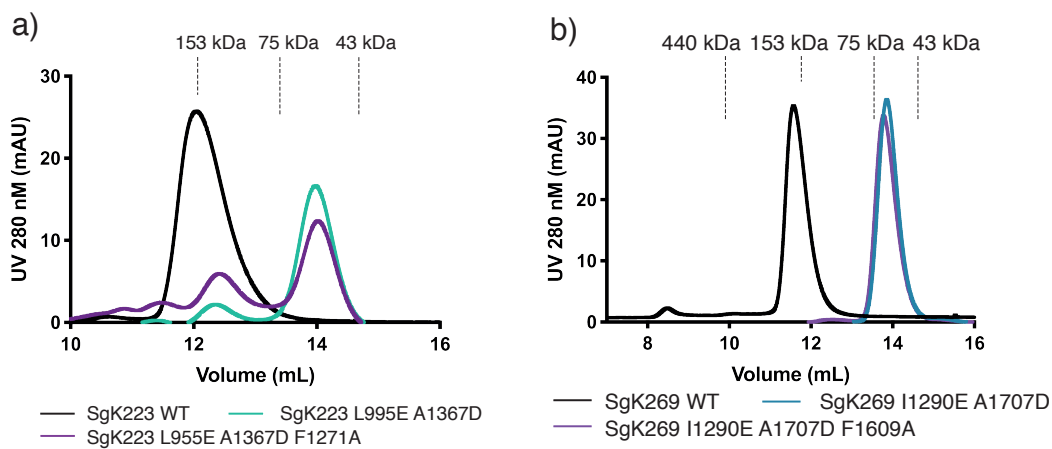 a)
153 kDa 75 kDa 43 kDa
30
20
10
0
UV 280 nM (mAU)
10 12 14 16
Volume (mL)
SgK223 WT SgK223 L995E A1367D
SgK223 L955E A1367D F1271A
b)
440 kDa 153 kDa 75 kDa 43 kDa
40
30
20
10
0
UV 280 nM (mAU)
8 10 12 14 16
Volume (mL)
SgK269 WT SgK269 I1290E A1707D
SgK269 I1290E A1707D F1609A